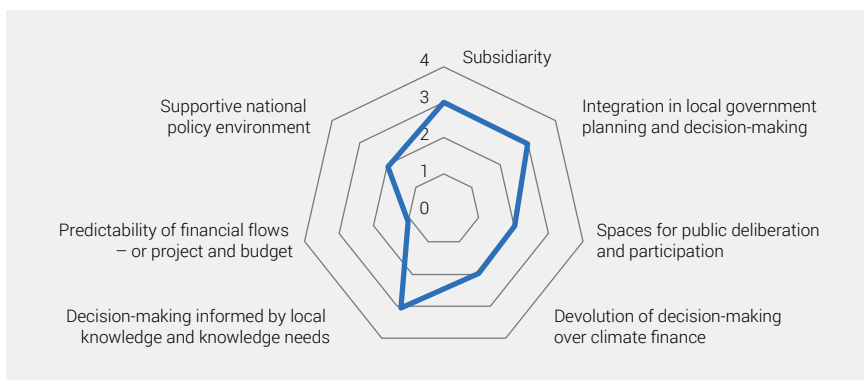 4
Subsidiarity
3
2
1
0
Integration in local government
planning and decision-making
Spaces for public deliberation
and participation
Devolution of decision-making
over climate finance
Decision-making informed by local
knowledge and knowledge needs
Predictability of financial flows
– or project and budget
Supportive national
policy environment